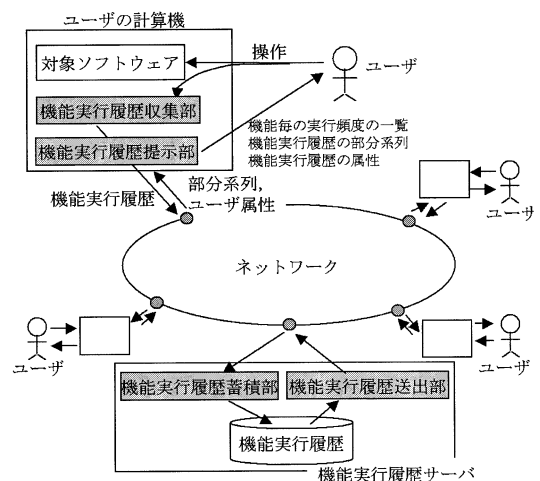 ユーザの計算機
対象ソフトウェア
操作
ユーザ
機能実行履歴収集部
機能実行履歴提示部
機能毎の実行頻度の一覧
機能実行履歴の部分系列
機能実行履歴の属性
機能実行履歴
部分系列,
ユーザ属性
ユーザ
ネットワーク
ユーザ
ユーザ
機能実行履歴蓄積部
機能実行履歴送出部
機能実行履歴
機能実行履歴サーバ